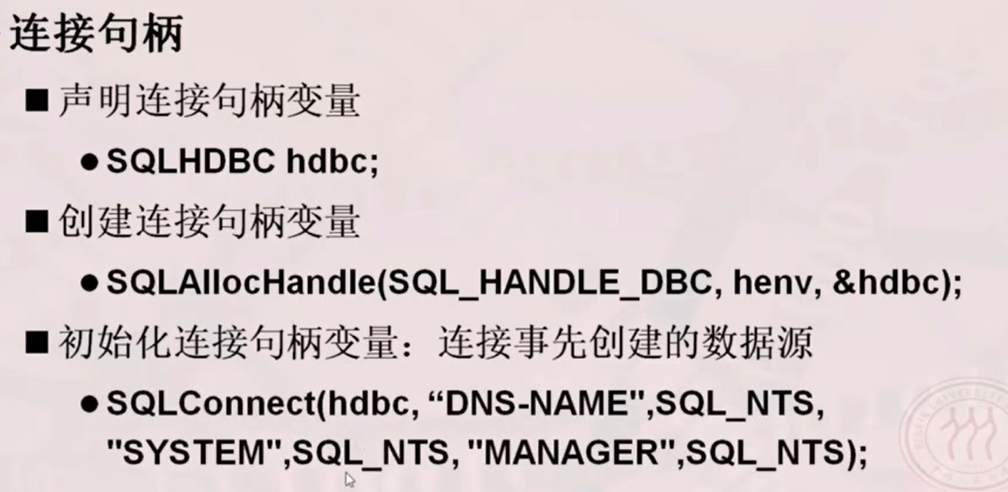 连接句柄
■ 声明连接句柄变量
● SQLHDBC hdbc;
■ 创建连接句柄变量
● SQLAllocHandle(SQL_HANDLE_DBC, henv, &hdbc);
■ 初始化连接句柄变量：连接事先创建的数据源
● SQLConnect(hdbc, “DNS-NAME",SQL_NTS,
"SYSTEM",SQL_NTS, "MANAGER",SQL_NTS);